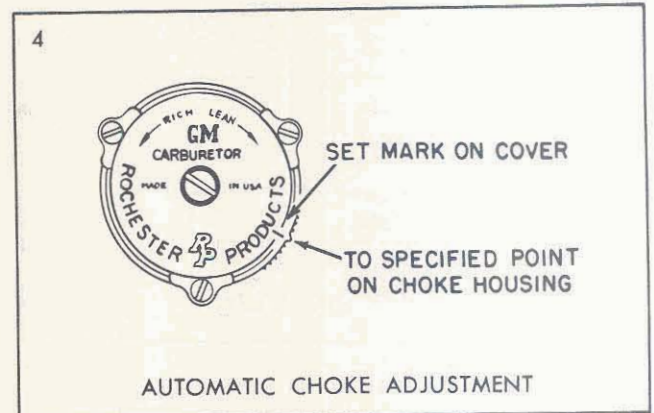 4
RICH LEAN
GM
CARBURETOR
MADE IN USA
ROCHESTER PRODUCTS
RP
SET MARK ON COVER
TO SPECIFIED POINT
ON CHOKE HOUSING
AUTOMATIC CHOKE ADJUSTMENT